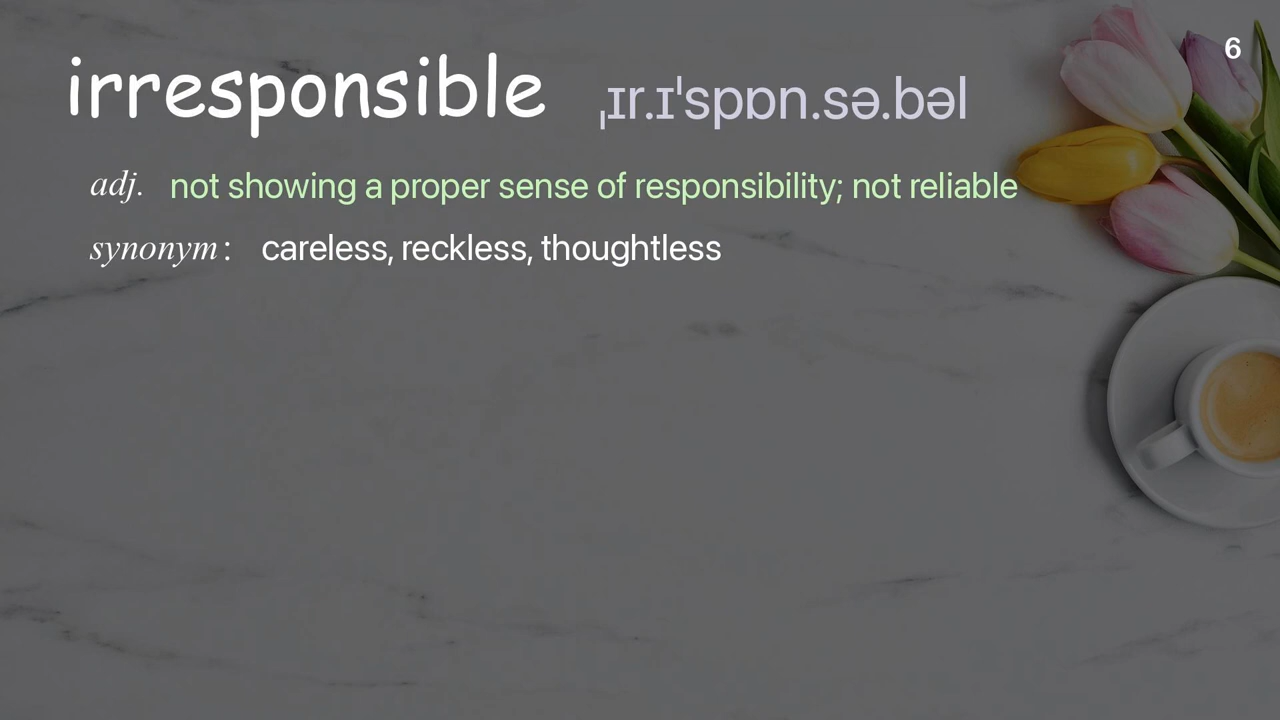 6
irresponsible ˌɪr.ɪˈspɒn.sə.bəl
adj. not showing a proper sense of responsibility; not reliable
synonym: careless, reckless, thoughtless